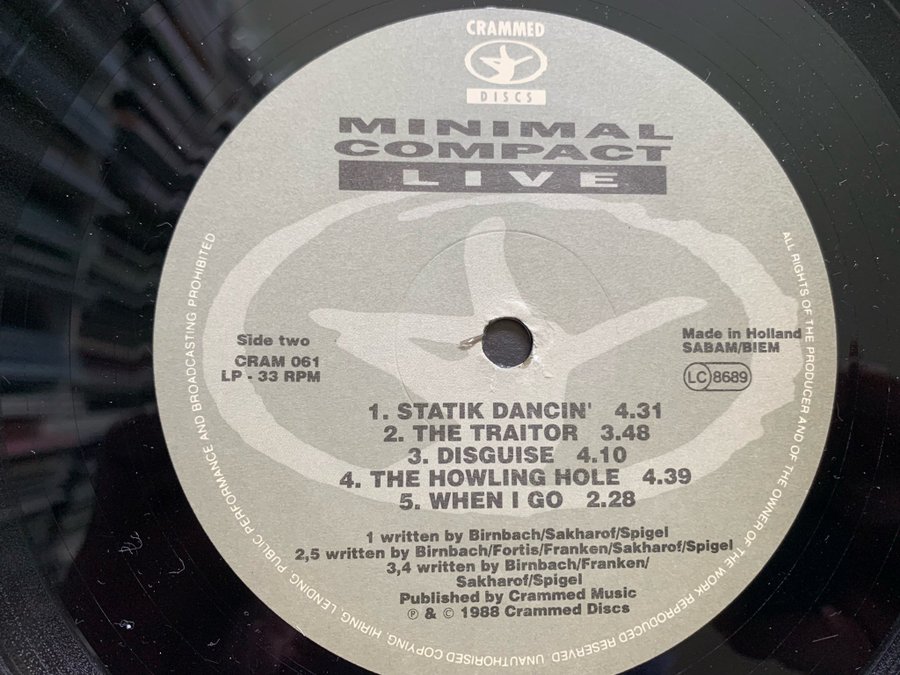 CRAMMED
DISCS
MINIMAL
COMPACT
LIVE
Side two
CRAM 061
LP - 33 RPM
Made in Holland
SABAM/BIEM
LC 8689
1. STATIK DANCIN' 4.31
2. THE TRAITOR 3.48
3. DISGUISE 4.10
4. THE HOWLING HOLE 4.39
5. WHEN I GO 2.28
1 written by Birnbach/Sakharof/Spigel
2,5 written by Birnbach/Fortis/Franken/Sakharof/Spigel
3,4 written by Birnbach/Franken/
Sakharof/Spigel
Published by Crammed Music
℗ & © 1988 Crammed Discs
ALL RIGHTS OF THE PRODUCER AND OF THE OWNER OF THE WORK REPRODUCED RESERVED. UNAUTHORISED COPYING, HIRING, LENDING, PUBLIC PERFORMANCE AND BROADCASTING PROHIBITED